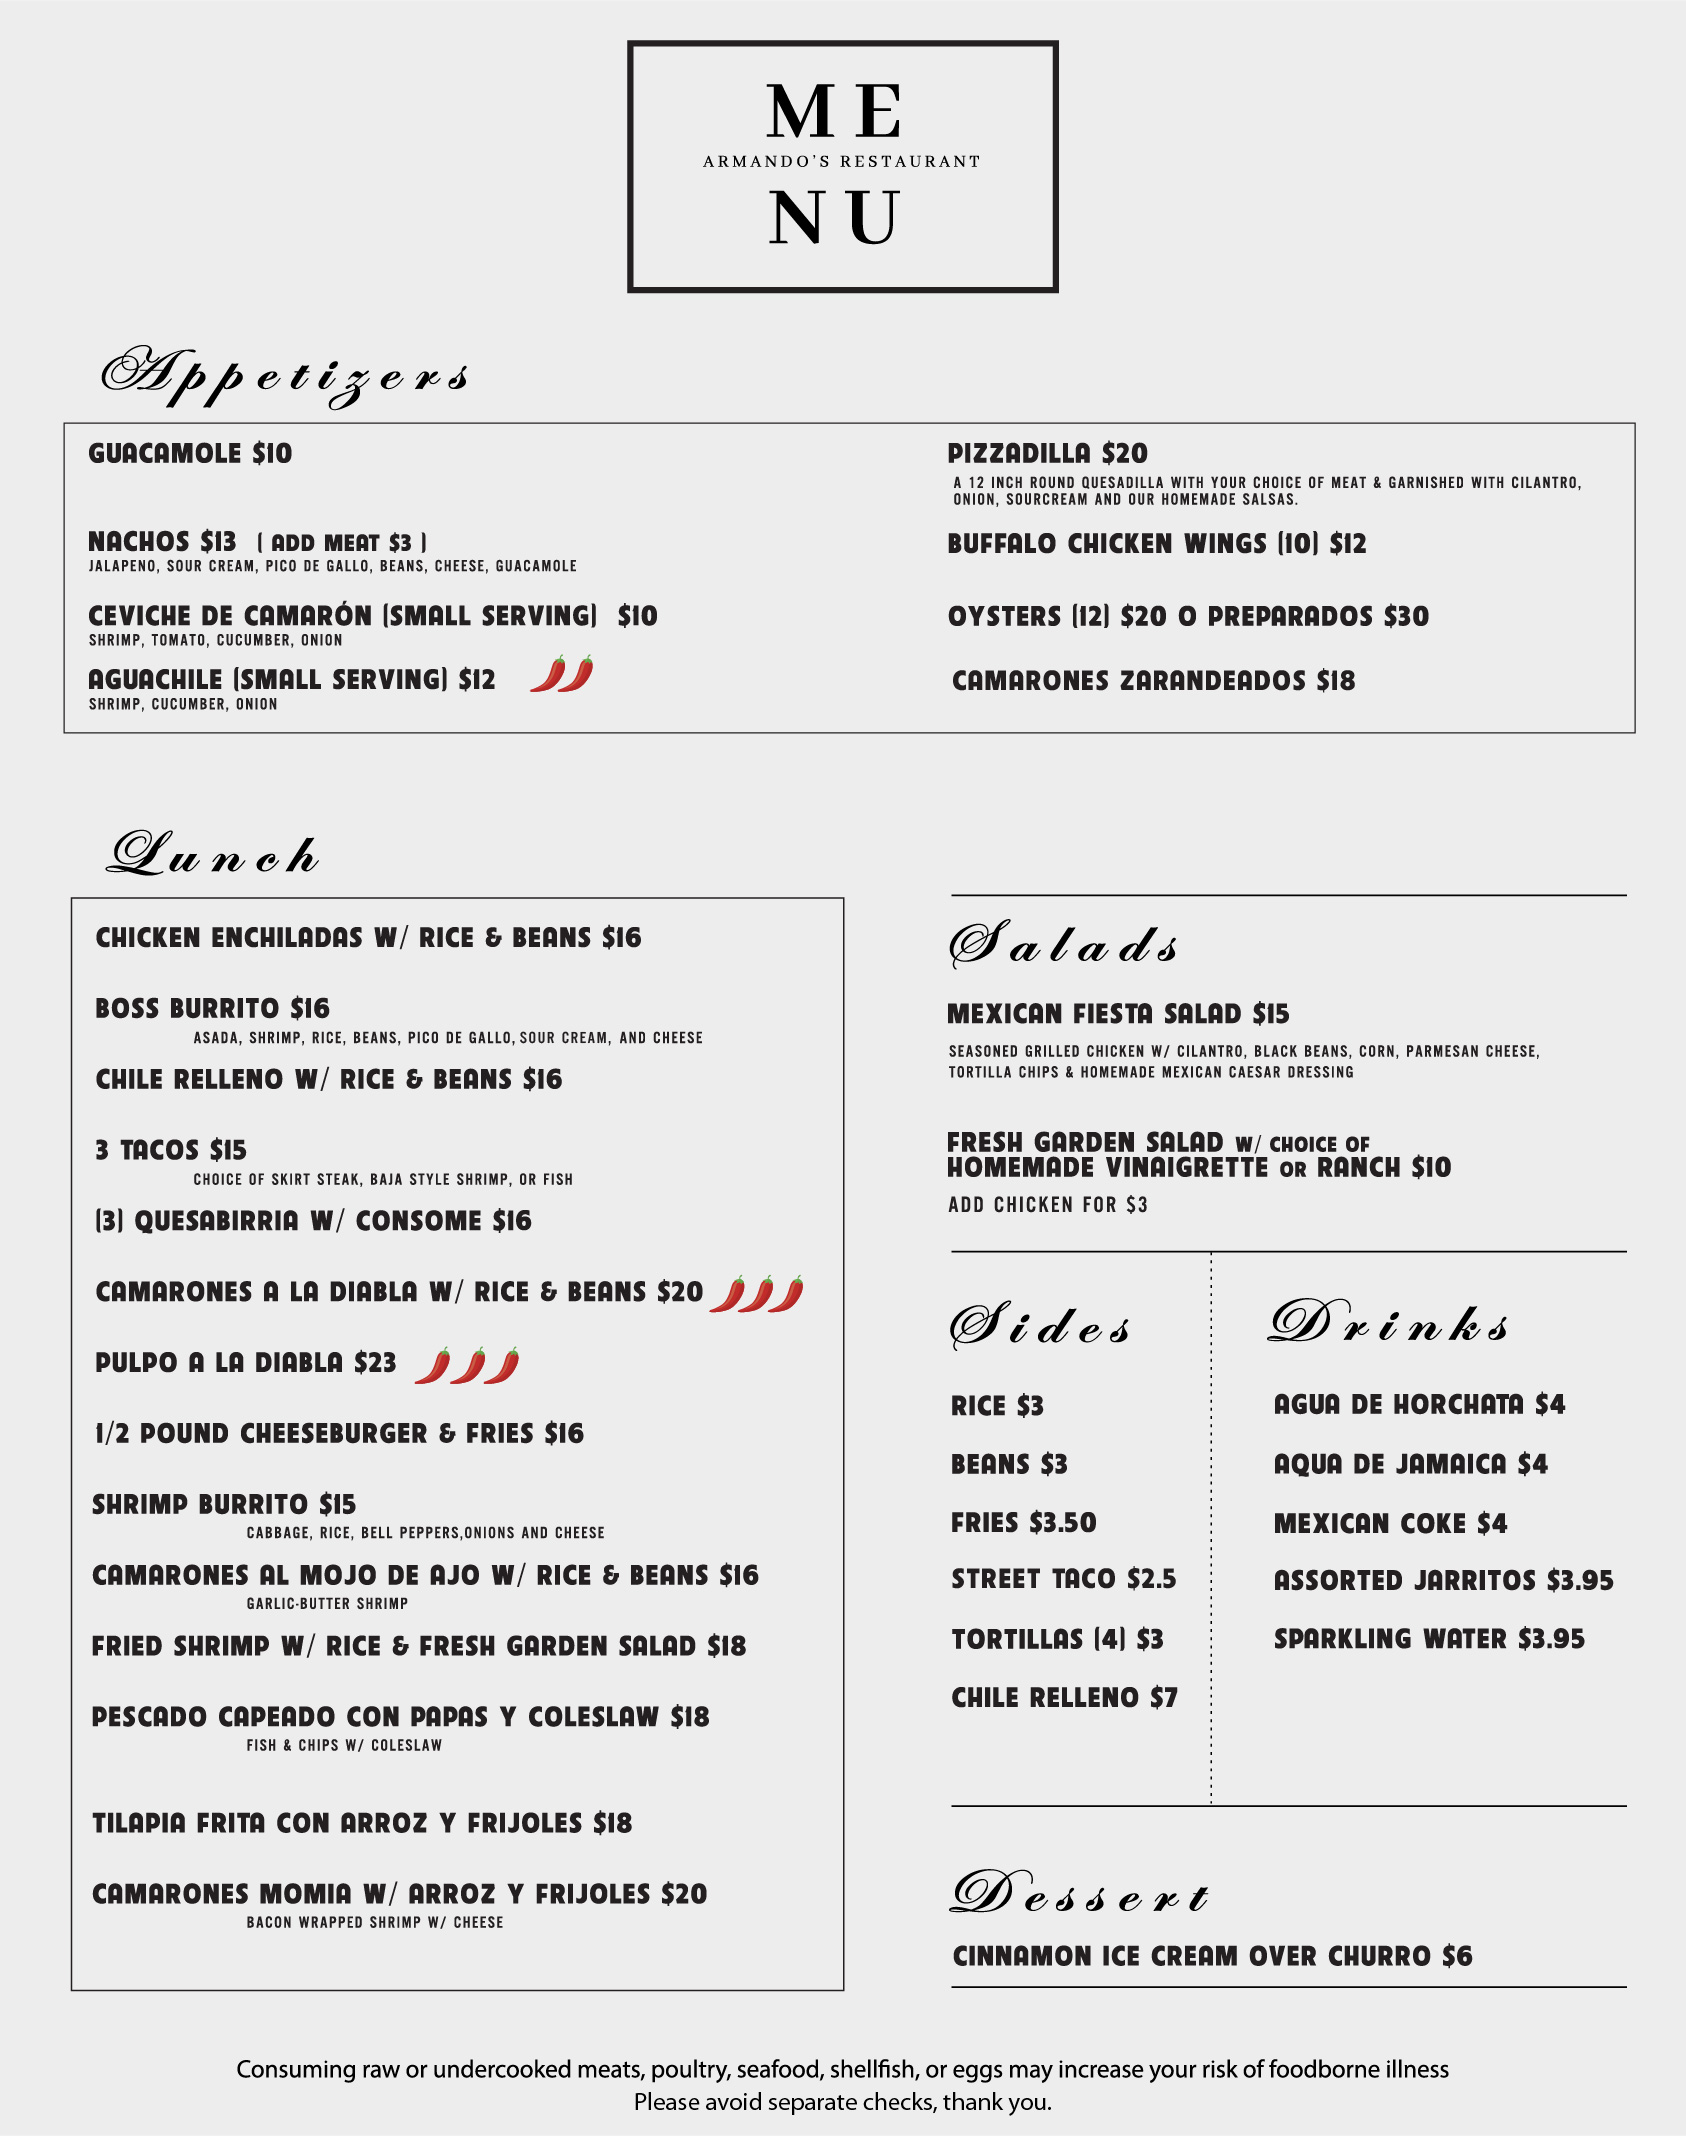 ME
ARMANDO'S RESTAURANT
NU
Appetizers
GUACAMOLE $10
NACHOS $13 ( ADD MEAT $3 )
JALAPENO, SOUR CREAM, PICO DE GALLO, BEANS, CHEESE, GUACAMOLE
CEVICHE DE CAMARÓN (SMALL SERVING) $10
SHRIMP, TOMATO, CUCUMBER, ONION
AGUACHILE (SMALL SERVING) $12
SHRIMP, CUCUMBER, ONION
PIZZADILLA $20
A 12 INCH ROUND QUESADILLA WITH YOUR CHOICE OF MEAT & GARNISHED WITH CILANTRO,
ONION, SOURCREAM AND OUR HOMEMADE SALSAS.
BUFFALO CHICKEN WINGS (10) $12
OYSTERS (12) $20 O PREPARADOS $30
CAMARONES ZARANDEADOS $18
Lunch
CHICKEN ENCHILADAS W/ RICE & BEANS $16
BOSS BURRITO $16
ASADA, SHRIMP, RICE, BEANS, PICO DE GALLO, SOUR CREAM, AND CHEESE
CHILE RELLENO W/ RICE & BEANS $16
3 TACOS $15
CHOICE OF SKIRT STEAK, BAJA STYLE SHRIMP, OR FISH
(3) QUESABIRRIA W/ CONSOME $16
CAMARONES A LA DIABLA W/ RICE & BEANS $20
PULPO A LA DIABLA $23
1/2 POUND CHEESEBURGER & FRIES $16
SHRIMP BURRITO $15
CABBAGE, RICE, BELL PEPPERS,ONIONS AND CHEESE
CAMARONES AL MOJO DE AJO W/ RICE & BEANS $16
GARLIC-BUTTER SHRIMP
FRIED SHRIMP W/ RICE & FRESH GARDEN SALAD $18
PESCADO CAPEADO CON PAPAS Y COLESLAW $18
FISH & CHIPS W/ COLESLAW
TILAPIA FRITA CON ARROZ Y FRIJOLES $18
CAMARONES MOMIA W/ ARROZ Y FRIJOLES $20
BACON WRAPPED SHRIMP W/ CHEESE
Salads
MEXICAN FIESTA SALAD $15
SEASONED GRILLED CHICKEN W/ CILANTRO, BLACK BEANS, CORN, PARMESAN CHEESE,
TORTILLA CHIPS & HOMEMADE MEXICAN CAESAR DRESSING
FRESH GARDEN SALAD W/ CHOICE OF
HOMEMADE VINAIGRETTE OR RANCH $10
ADD CHICKEN FOR $3
Sides
RICE $3
BEANS $3
FRIES $3.50
STREET TACO $2.5
TORTILLAS (4) $3
CHILE RELLENO $7
Drinks
AGUA DE HORCHATA $4
AQUA DE JAMAICA $4
MEXICAN COKE $4
ASSORTED JARRITOS $3.95
SPARKLING WATER $3.95
Dessert
CINNAMON ICE CREAM OVER CHURRO $6
Consuming raw or undercooked meats, poultry, seafood, shellfish, or eggs may increase your risk of foodborne illness
Please avoid separate checks, thank you.